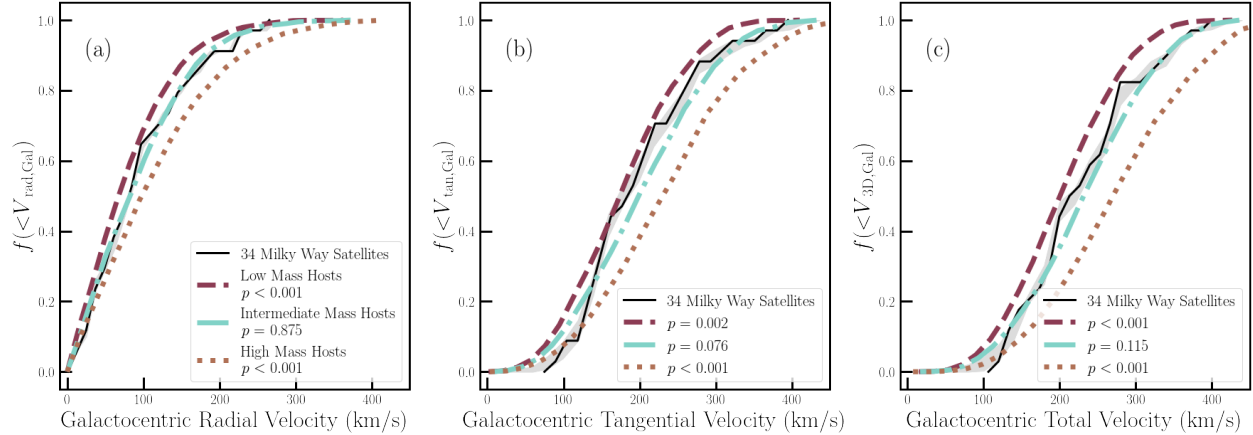 (a)
1.0
0.8
0.6
0.4
0.2
0.0
f(<V_rad,Gal)
34 Milky Way Satellites
Low Mass Hosts
p < 0.001
Intermediate Mass Hosts
p = 0.875
High Mass Hosts
p < 0.001
0 100 200 300 400
Galactocentric Radial Velocity (km/s)
(b)
1.0
0.8
0.6
0.4
0.2
0.0
f(<V_tan,Gal)
34 Milky Way Satellites
p = 0.002
p = 0.076
p < 0.001
0 100 200 300 400
Galactocentric Tangential Velocity (km/s)
(c)
1.0
0.8
0.6
0.4
0.2
0.0
f(<V_3D,Gal)
34 Milky Way Satellites
p < 0.001
p = 0.115
p < 0.001
0 100 200 300 400
Galactocentric Total Velocity (km/s)